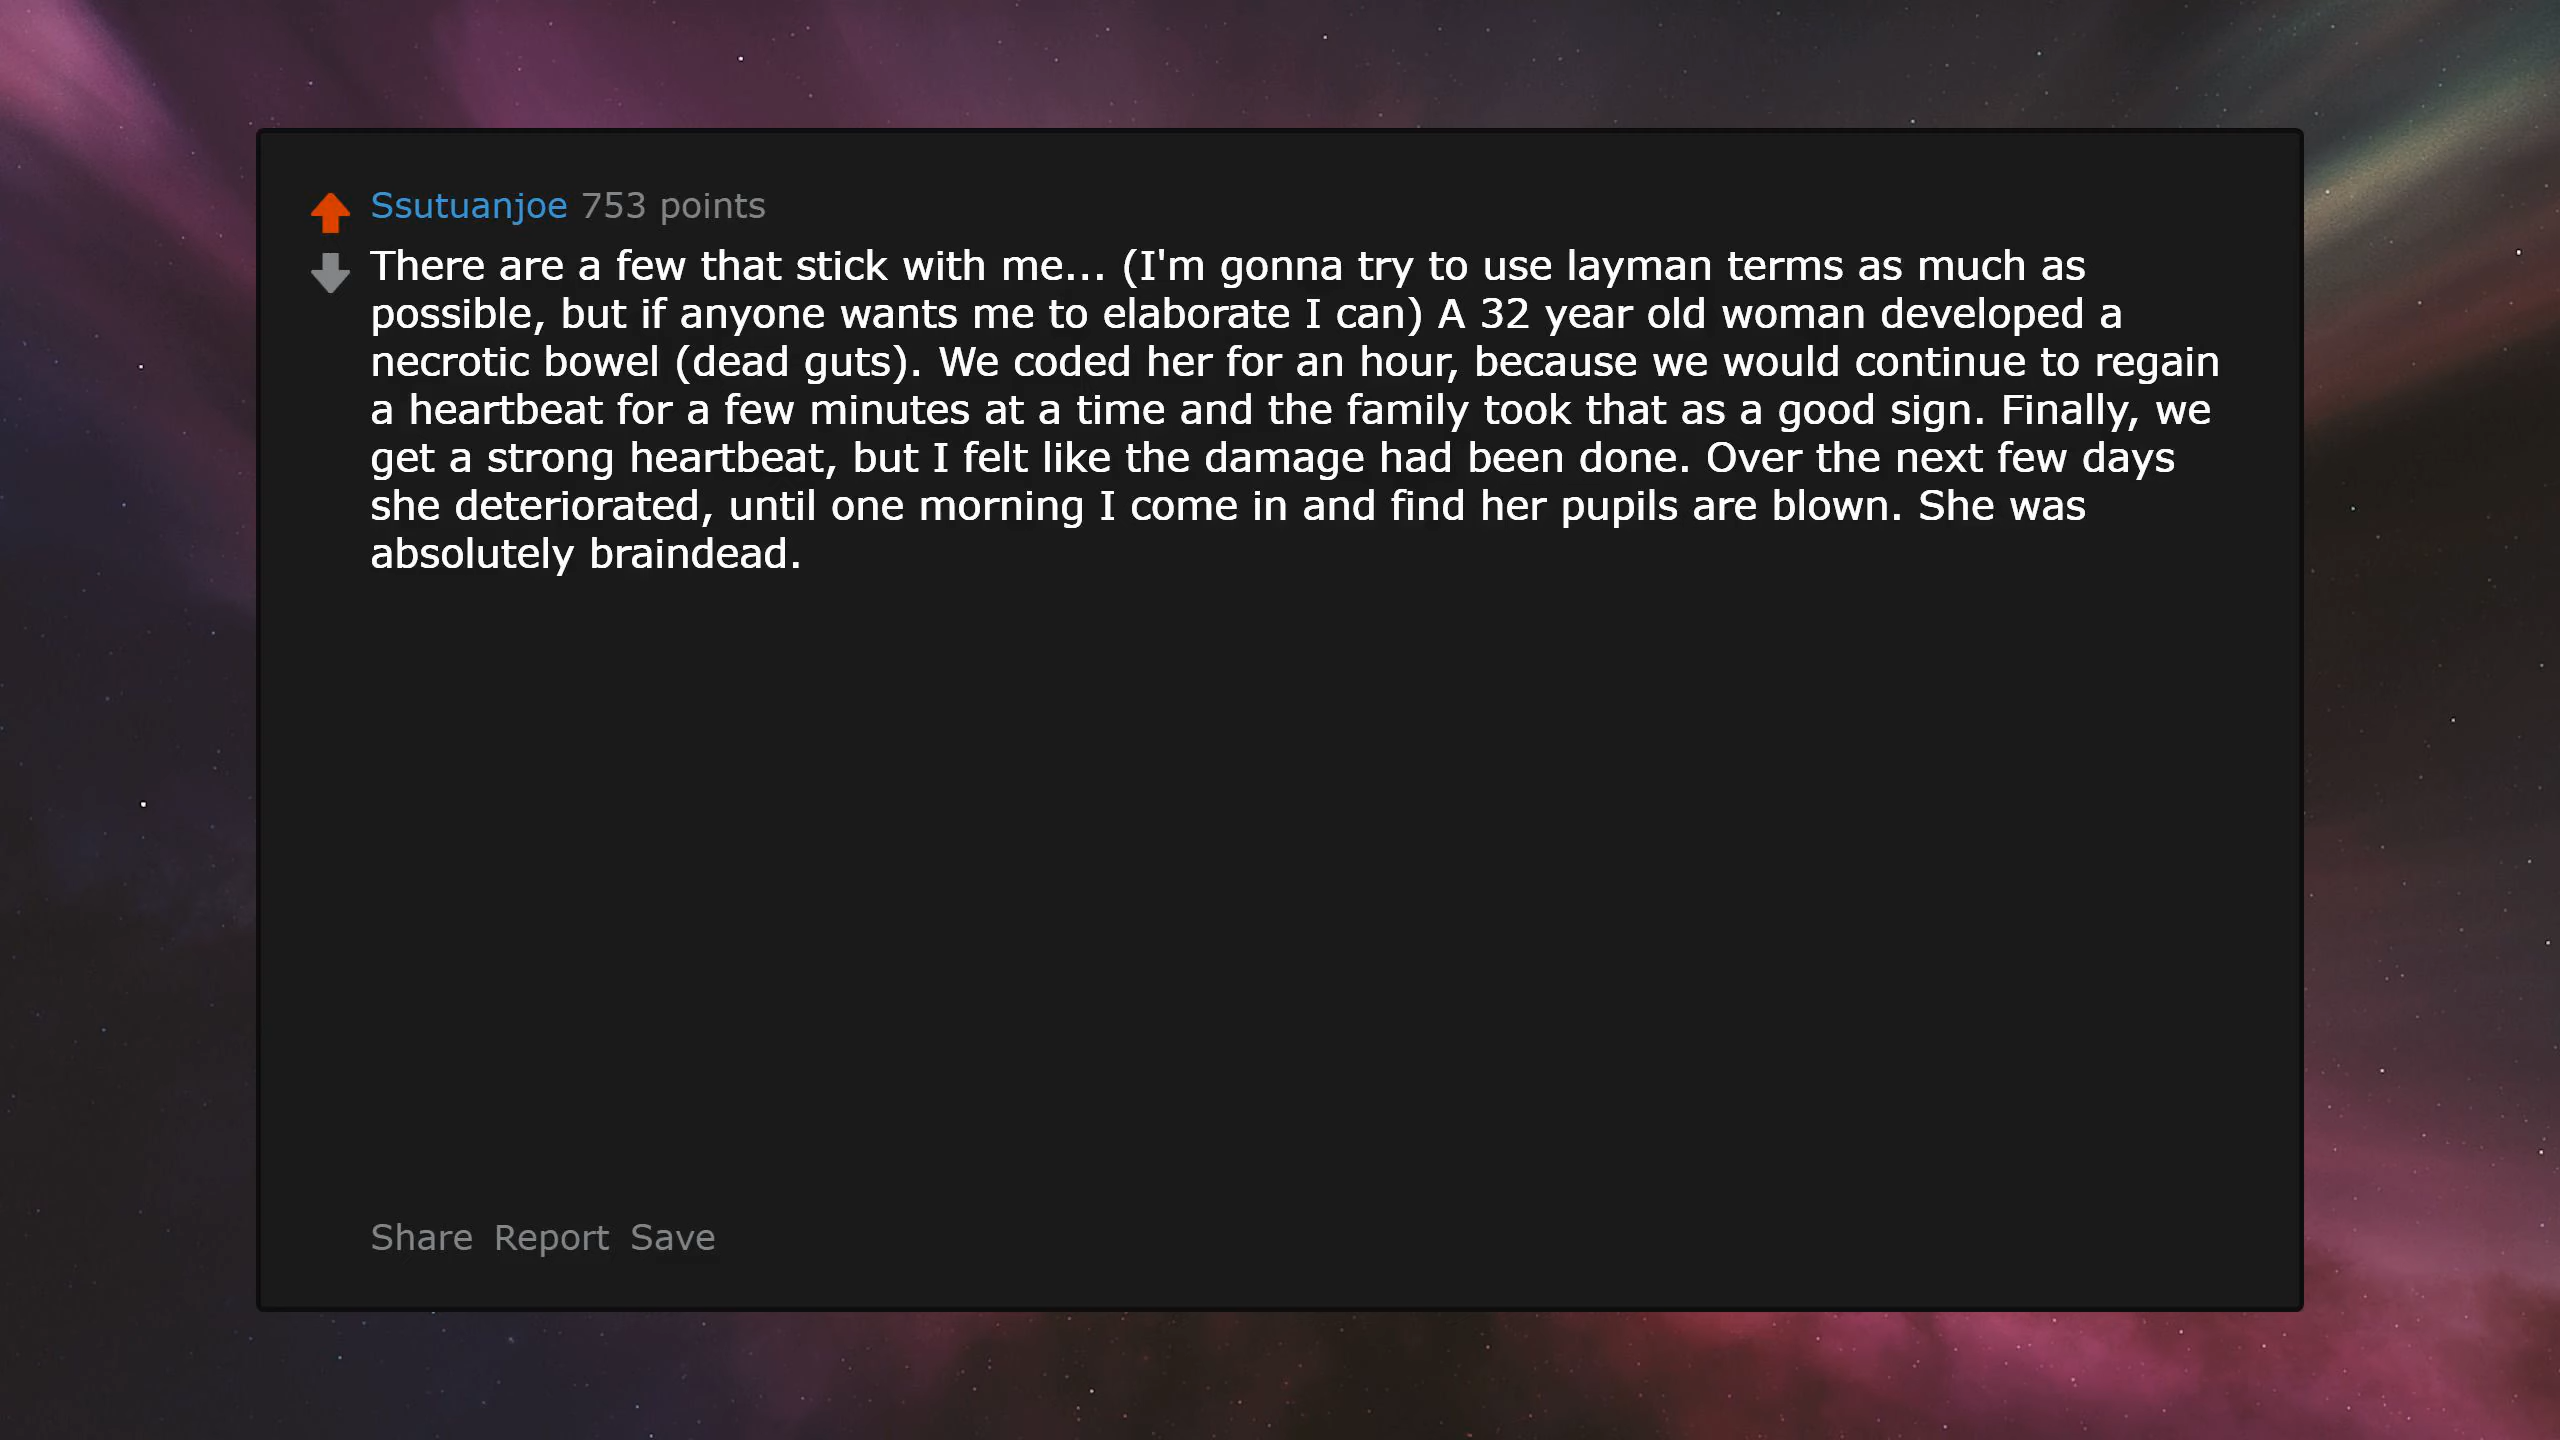 Ssutuanjoe 753 points
There are a few that stick with me... (I'm gonna try to use layman terms as much as
possible, but if anyone wants me to elaborate I can) A 32 year old woman developed a
necrotic bowel (dead guts). We coded her for an hour, because we would continue to regain
a heartbeat for a few minutes at a time and the family took that as a good sign. Finally, we
get a strong heartbeat, but I felt like the damage had been done. Over the next few days
she deteriorated, until one morning I come in and find her pupils are blown. She was
absolutely braindead.
Share Report Save